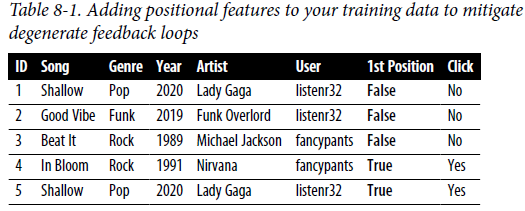 Table 8-1. Adding positional features to your training data to mitigate
degenerate feedback loops
ID Song Genre Year Artist User 1st Position Click
1 Shallow Pop 2020 Lady Gaga listenr32 False No
2 Good Vibe Funk 2019 Funk Overlord listenr32 False No
3 Beat It Rock 1989 Michael Jackson fancypants False No
4 In Bloom Rock 1991 Nirvana fancypants True Yes
5 Shallow Pop 2020 Lady Gaga listenr32 True Yes